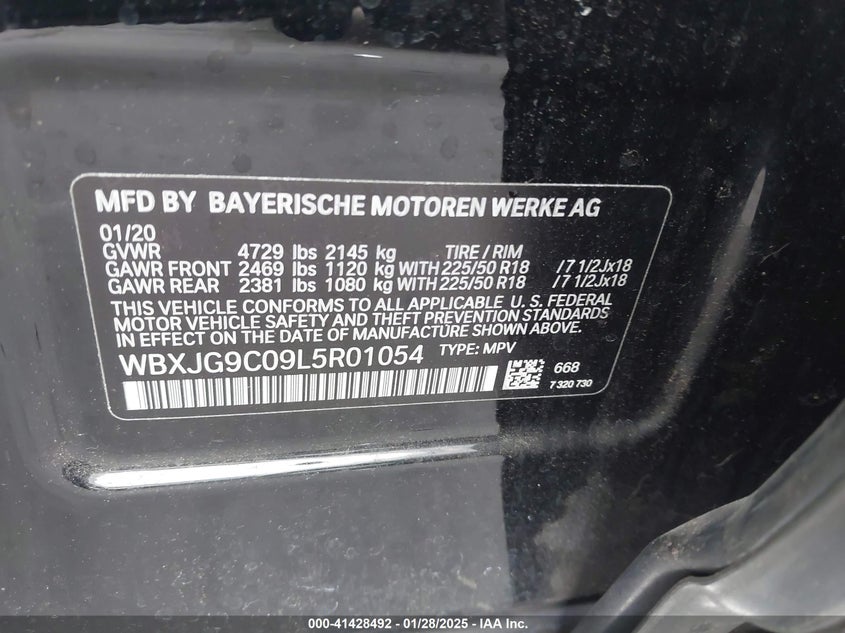 MFD BY BAYERISCHE MOTOREN WERKE AG
01/20
GVWR 4729 lbs 2145 kg TIRE / RIM
GAWR FRONT 2469 lbs 1120 kg WITH 225/50 R18 /7 1/2Jx18
GAWR REAR 2381 lbs 1080 kg WITH 225/50 R18 /7 1/2Jx18
THIS VEHICLE CONFORMS TO ALL APPLICABLE U. S. FEDERAL
MOTOR VEHICLE SAFETY AND THEFT PREVENTION STANDARDS
IN EFFECT ON THE DATE OF MANUFACTURE SHOWN ABOVE.
WBXJG9C09L5R01054 TYPE: MPV
668
7 320 730
000-41428492 - 01/28/2025 - IAA Inc.